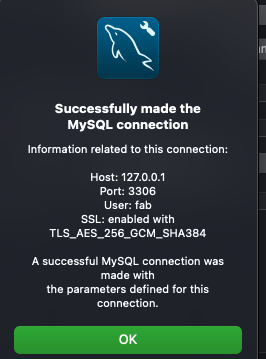 Successfully made the
MySQL connection
Information related to this connection:
Host: 127.0.0.1
Port: 3306
User: fab
SSL: enabled with
TLS_AES_256_GCM_SHA384
A successful MySQL connection was
made with
the parameters defined for this
connection.
OK